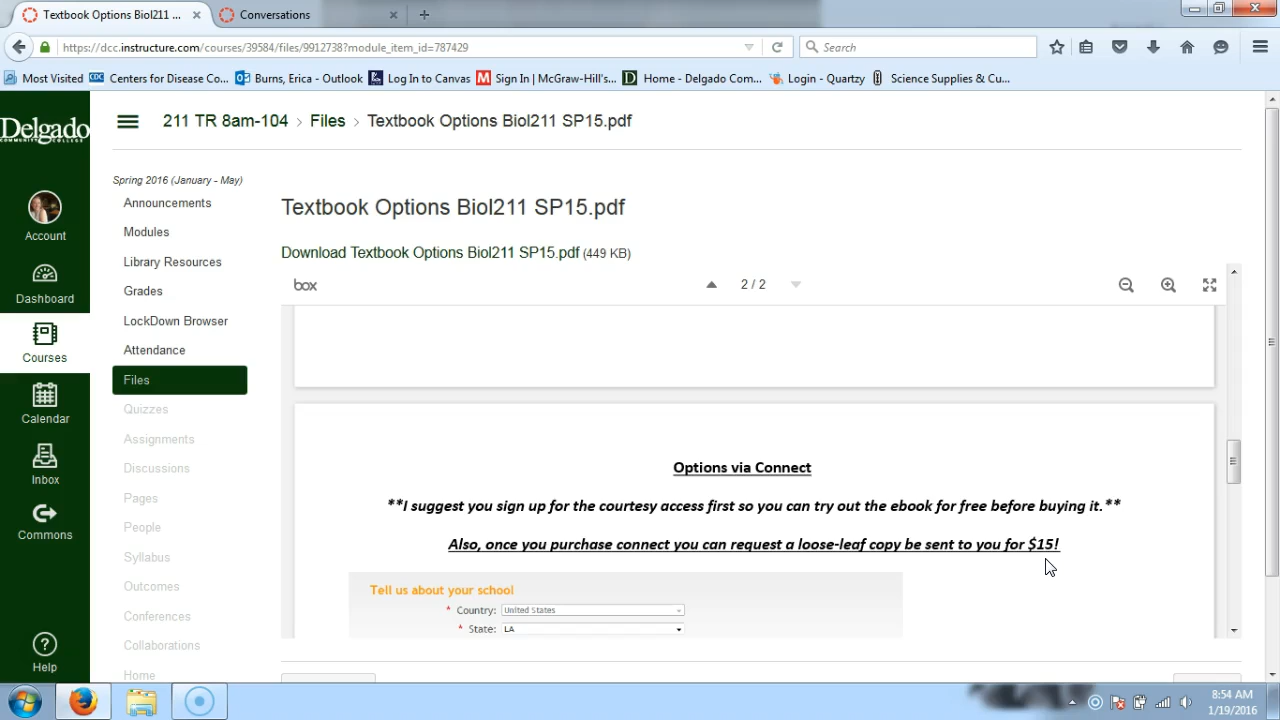 Textbook Options Biol211 ...
Conversations
https://dcc.instructure.com/courses/39584/files/9912738?module_item_id=787429
Search
Most Visited
Centers for Disease Co...
Burns, Erica - Outlook
Log In to Canvas
Sign In | McGraw-Hill's...
Home - Delgado Com...
Login - Quartzy
Science Supplies & Cu...
Delgado
COMMUNITY COLLEGE
211 TR 8am-104 > Files > Textbook Options Biol211 SP15.pdf
Account
Dashboard
Courses
Calendar
Inbox
Commons
Help
Spring 2016 (January - May)
Announcements
Modules
Library Resources
Grades
LockDown Browser
Attendance
Files
Quizzes
Assignments
Discussions
Pages
People
Syllabus
Outcomes
Conferences
Collaborations
Home
Textbook Options Biol211 SP15.pdf
Download Textbook Options Biol211 SP15.pdf (449 KB)
box
2 / 2
Options via Connect
**I suggest you sign up for the courtesy access first so you can try out the ebook for free before buying it.**
Also, once you purchase connect you can request a loose-leaf copy be sent to you for $15!
Tell us about your school
* Country: United States
* State: LA
8:54 AM
1/19/2016